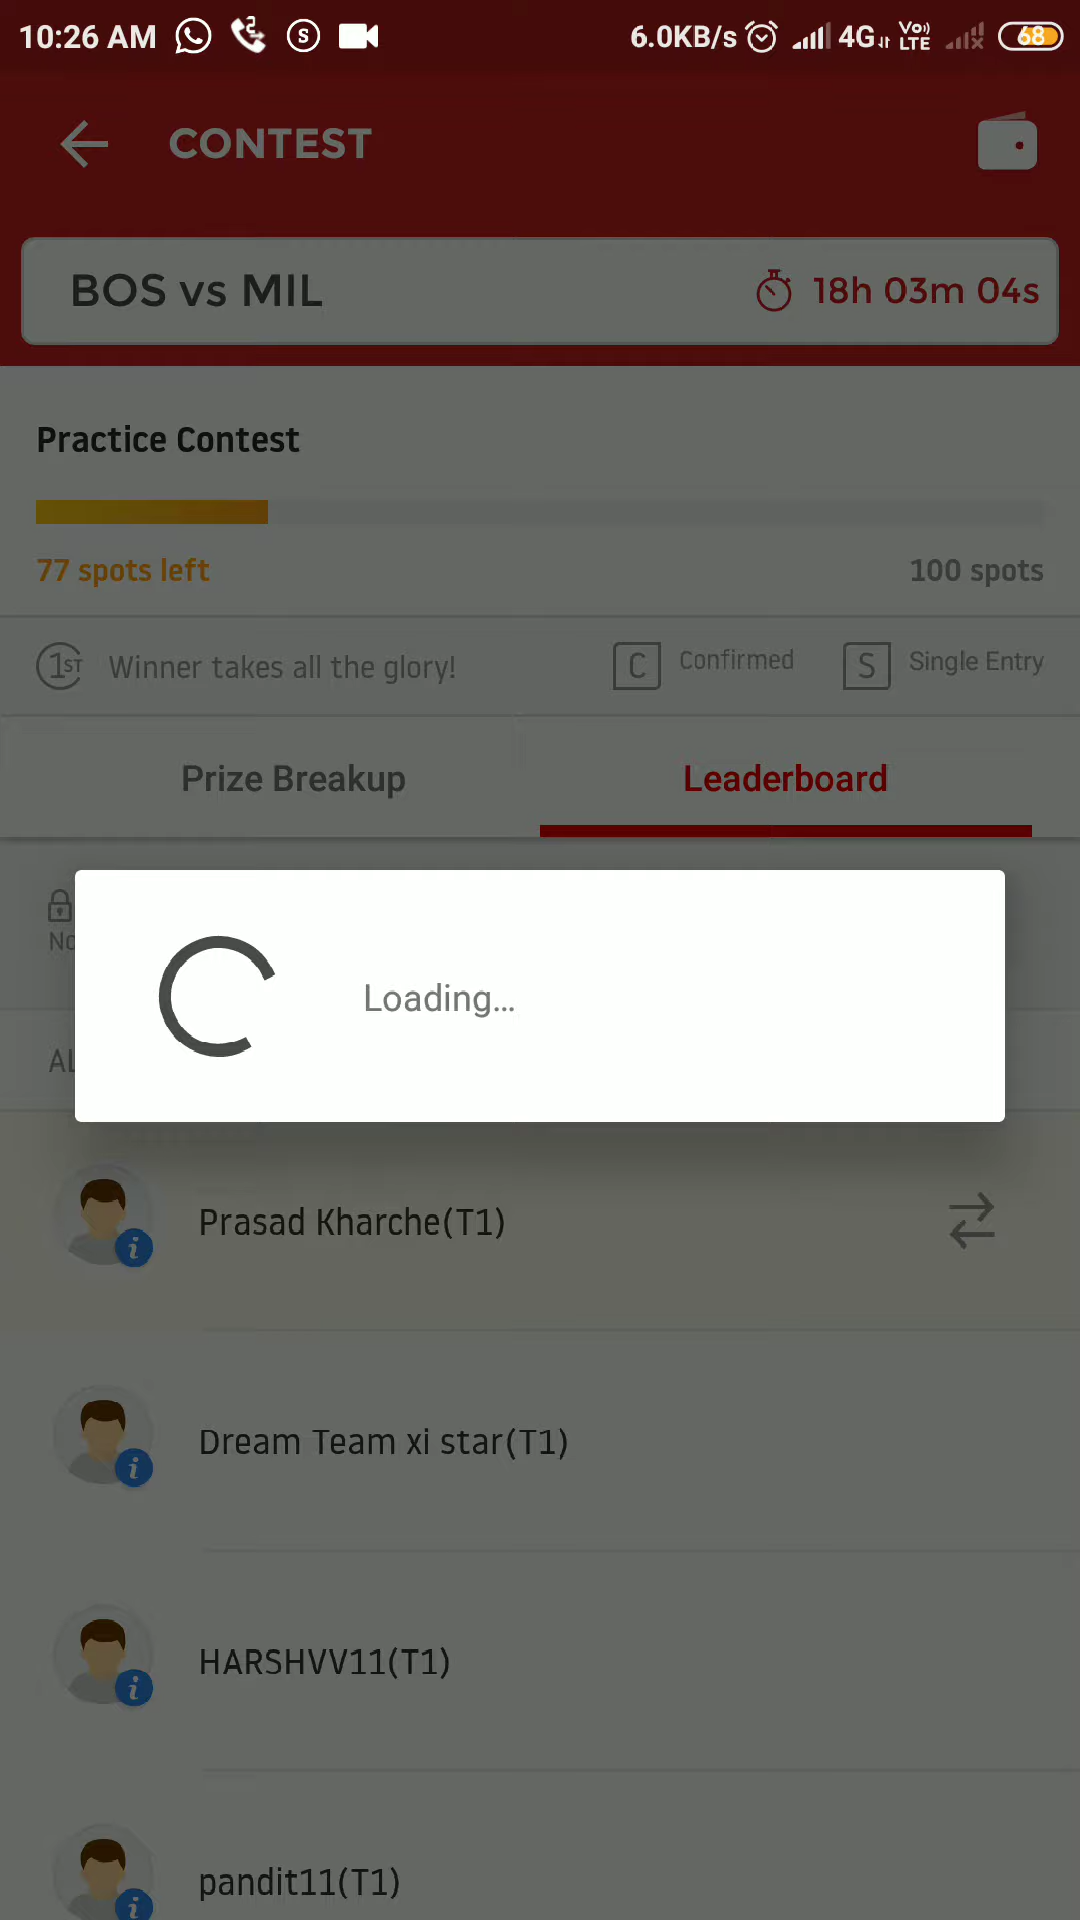 10:26 AM 6.0KB/s 4G Vo) LTE 68
CONTEST
BOS vs MIL 18h 03m 04s
Practice Contest
77 spots left 100 spots
1ST Winner takes all the glory! C Confirmed S Single Entry
Prize Breakup Leaderboard
Loading...
Prasad Kharche(T1)
Dream Team xi star(T1)
HARSHVV11(T1)
pandit11(T1)